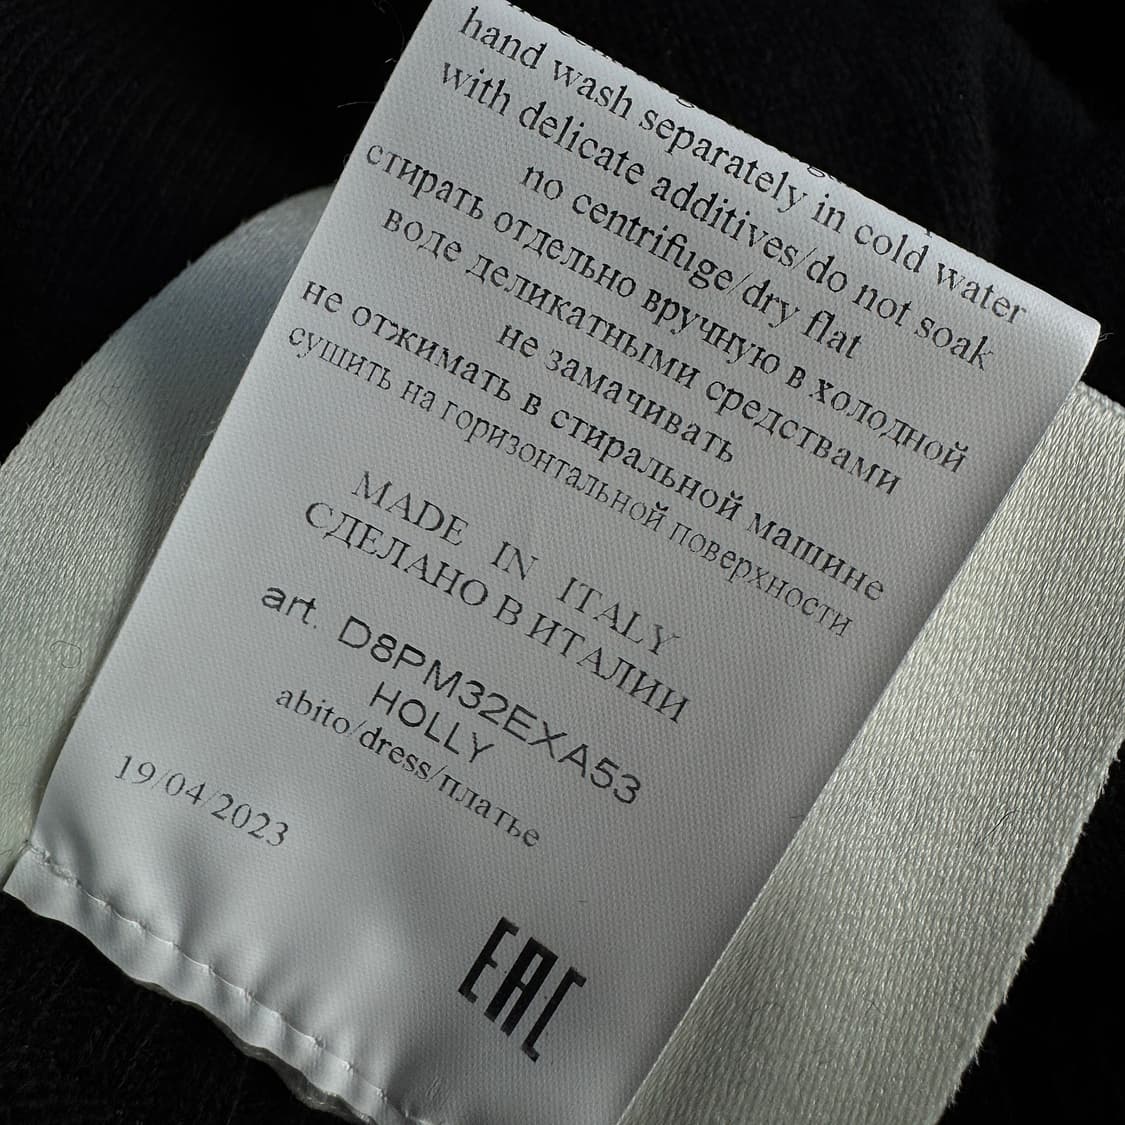 hand wash separately in cold water
with delicate additives/do not soak
no centrifuge/dry flat
стирать отдельно вручную в холодной
воде деликатными средствами
не замачивать
не отжимать в стиральной машине
сушить на горизонтальной поверхности
MADE IN ITALY
СДЕЛАНО В ИТАЛИИ
art. D8PM32EXA53
HOLLY
abito/dress/платье
19/04/2023
EAC